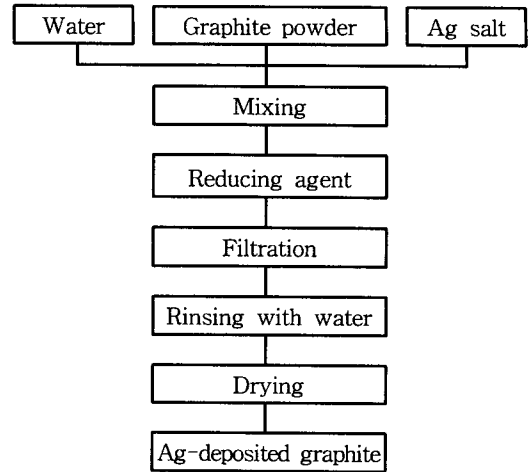 Water
Graphite powder
Ag salt
Mixing
Reducing agent
Filtration
Rinsing with water
Drying
Ag-deposited graphite